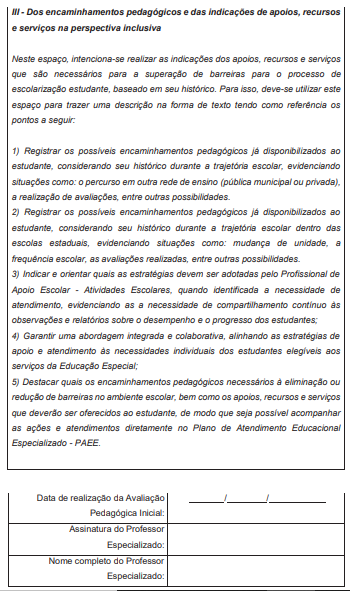 III - Dos encaminhamentos pedagógicos e das indicações de apoios, recursos
e serviços na perspectiva inclusiva
Neste espaço, intenciona-se realizar as indicações dos apoios, recursos e serviços
que são necessários para a superação de barreiras para o processo de
escolarização estudante, baseado em seu histórico. Para isso, deve-se utilizar este
espaço para trazer uma descrição na forma de texto tendo como referência os
pontos a seguir:
1) Registrar os possíveis encaminhamentos pedagógicos já disponibilizados ao
estudante, considerando seu histórico durante a trajetória escolar, evidenciando
situações como: o percurso em outra rede de ensino (pública municipal ou privada),
a realização de avaliações, entre outras possibilidades.
2) Registrar os possíveis encaminhamentos pedagógicos já disponibilizados ao
estudante, considerando seu histórico durante a trajetória escolar dentro das
escolas estaduais, evidenciando situações como: mudança de unidade, a
frequência escolar, as avaliações realizadas, entre outras possibilidades.
3) Indicar e orientar quais as estratégias devem ser adotadas pelo Profissional de
Apoio Escolar - Atividades Escolares, quando identificada a necessidade de
atendimento, evidenciando as a necessidade de compartilhamento contínuo às
observações e relatórios sobre o desempenho e o progresso dos estudantes;
4) Garantir uma abordagem integrada e colaborativa, alinhando as estratégias de
apoio e atendimento às necessidades individuais dos estudantes elegíveis aos
serviços da Educação Especial;
5) Destacar quais os encaminhamentos pedagógicos necessários à eliminação ou
redução de barreiras no ambiente escolar, bem como os apoios, recursos e serviços
que deverão ser oferecidos ao estudante, de modo que seja possível acompanhar
as ações e atendimentos diretamente no Plano de Atendimento Educacional
Especializado - PAEE.
Data de realização da Avaliação ______/_______/__________
Pedagógica Inicial:
Assinatura do Professor
Especializado:
Nome completo do Professor
Especializado: